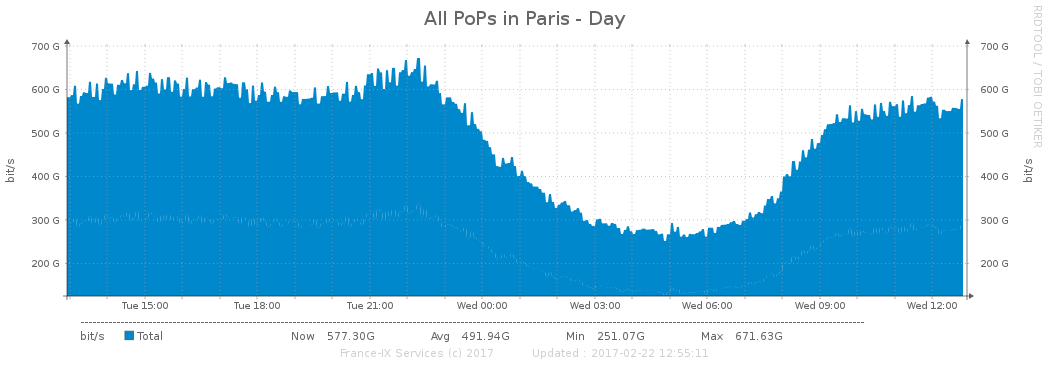 All PoPs in Paris - Day
RRDTOOL / TOBI OETIKER
bit/s
bit/s
700 G 700 G
600 G 600 G
500 G 500 G
400 G 400 G
300 G 300 G
200 G 200 G
Tue 15:00 Tue 18:00 Tue 21:00 Wed 00:00 Wed 03:00 Wed 06:00 Wed 09:00 Wed 12:00
bit/s Total Now 577.30G Avg 491.94G Min 251.07G Max 671.63G
France-IX Services (c) 2017 Updated : 2017-02-22 12:55:11